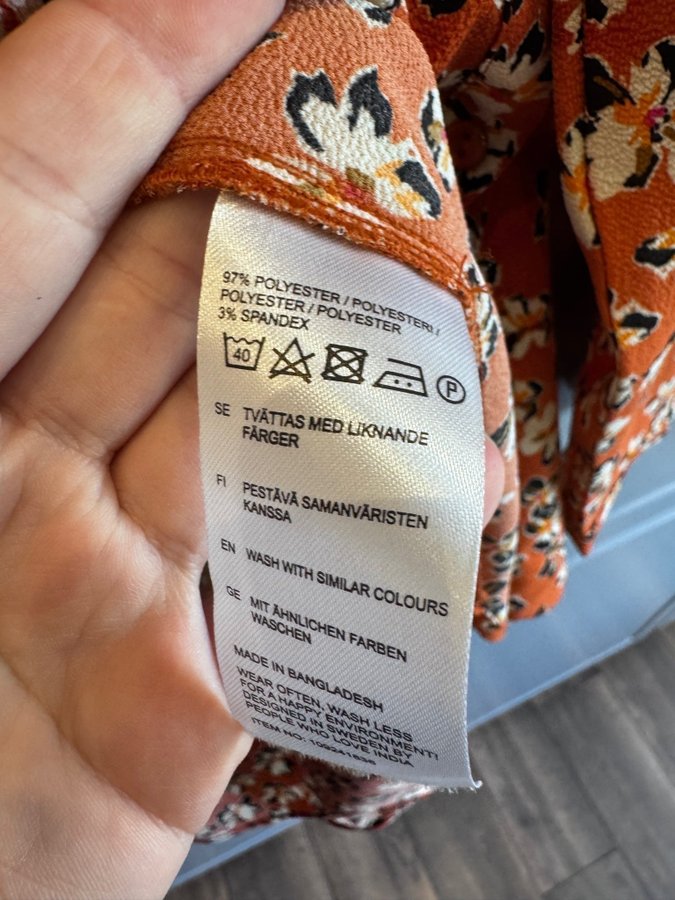 97% POLYESTER / POLYESTERI /
POLYESTER / POLYESTER
3% SPANDEX
40 P
SE TVÄTTAS MED LIKNANDE
FÄRGER
FI PESTÄVÄ SAMANVÄRISTEN
KANSSA
EN WASH WITH SIMILAR COLOURS
GE MIT ÄHNLICHEN FARBEN
WASCHEN
MADE IN BANGLADESH
WEAR OFTEN, WASH LESS
FOR A HAPPY ENVIRONMENT!
DESIGNED IN SWEDEN BY
PEOPLE WHO LOVE INDIA
ITEM NO: